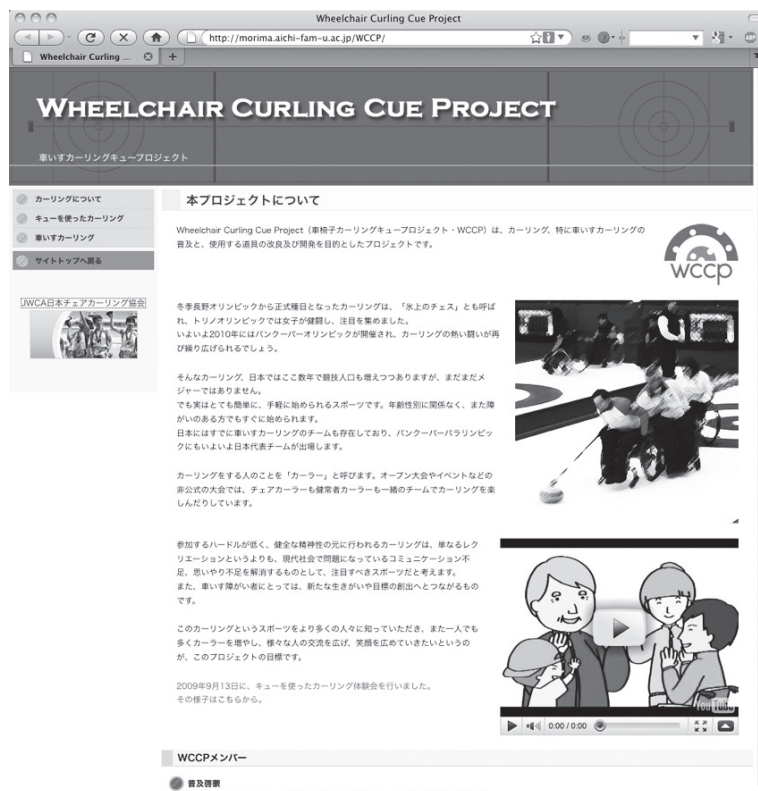 Wheelchair Curling Cue Project
http://morima.aichi-fam-u.ac.jp/WCCP/
ABP
Wheelchair Curling ...
WHEELCHAIR CURLING CUE PROJECT
車いすカーリングキュープロジェクト
カーリングについて
キューを使ったカーリング
車いすカーリング
サイトトップへ戻る
JWCA日本チェアカーリング協会
本プロジェクトについて
Wheelchair Curling Cue Project（車椅子カーリングキュープロジェクト・WCCP）は、カーリング、特に車いすカーリングの
普及と、使用する道具の改良及び開発を目的としたプロジェクトです。
wccp
冬季長野オリンピックから正式種目となったカーリングは、「氷上のチェス」とも呼ば
れ、トリノオリンピックでは女子が健闘し、注目を集めました。
いよいよ2010年にはバンクーバーオリンピックが開催され、カーリングの熱い闘いが再
び繰り広げられるでしょう。
そんなカーリング、日本ではここ数年で競技人口も増えつつありますが、まだまだメ
ジャーではありません。
でも実はとても簡単に、手軽に始められるスポーツです。年齢性別に関係なく、また障
がいのある方でもすぐに始められます。
日本にはすでに車いすカーリングのチームも存在しており、バンクーバーパラリンピッ
クにもいよいよ日本代表チームが出場します。
カーリングをする人のことを「カーラー」と呼びます。オープン大会やイベントなどの
非公式の大会では、チェアカーラーも健常者カーラーも一緒のチームでカーリングを楽
しんだりしています。
参加するハードルが低く、健全な精神性の元に行われるカーリングは、単なるレク
リエーションというよりも、現代社会で問題になっているコミュニケーション不
足、思いやり不足を解消するものとして、注目すべきスポーツだと考えます。
また、車いす障がい者にとっては、新たな生きがいや目標の創出へとつながるもの
です。
このカーリングというスポーツをより多くの人々に知っていただき、また一人でも
多くカーラーを増やし、様々な人の交流を広げ、笑顔を広めていきたいというの
が、このプロジェクトの目標です。
2009年9月13日に、キューを使ったカーリング体験会を行いました。
その様子はこちらから。
YouTube
0:00 / 0:00
WCCPメンバー
普及啓蒙